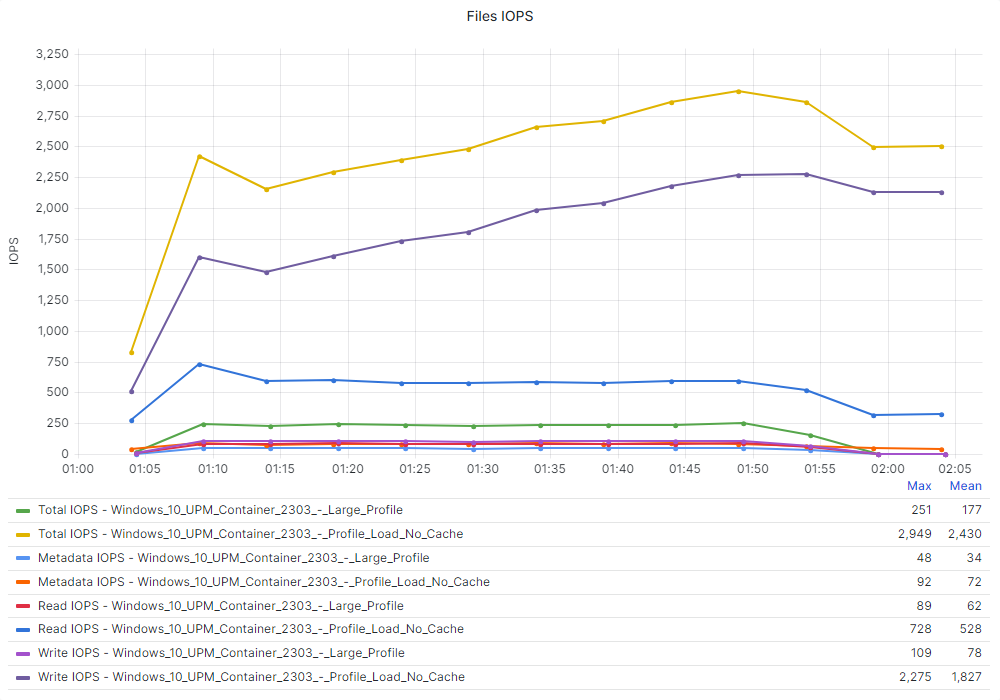 Files IOPS
3,250
3,000
2,750
2,500
2,250
2,000
1,750
1,500
1,250
1,000
750
500
250
0
IOPS
01:00 01:05 01:10 01:15 01:20 01:25 01:30 01:35 01:40 01:45 01:50 01:55 02:00 02:05
Max Mean
Total IOPS - Windows_10_UPM_Container_2303_-_Large_Profile 251 177
Total IOPS - Windows_10_UPM_Container_2303_-_Profile_Load_No_Cache 2,949 2,430
Metadata IOPS - Windows_10_UPM_Container_2303_-_Large_Profile 48 34
Metadata IOPS - Windows_10_UPM_Container_2303_-_Profile_Load_No_Cache 92 72
Read IOPS - Windows_10_UPM_Container_2303_-_Large_Profile 89 62
Read IOPS - Windows_10_UPM_Container_2303_-_Profile_Load_No_Cache 728 528
Write IOPS - Windows_10_UPM_Container_2303_-_Large_Profile 109 78
Write IOPS - Windows_10_UPM_Container_2303_-_Profile_Load_No_Cache 2,275 1,827